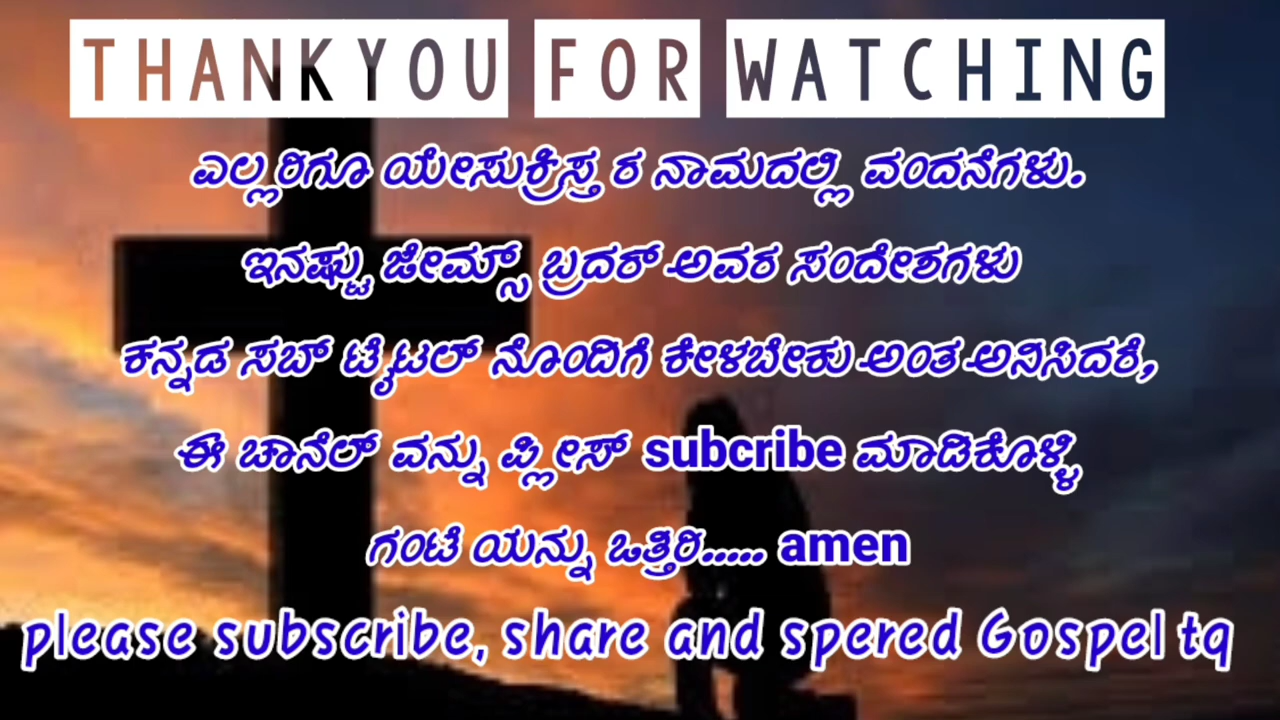 THANKYOU FOR WATCHING
ಎಲ್ಲರಿಗೂ ಯೇಸುಕ್ರಿಸ್ತ ರ ನಾಮದಲ್ಲಿ ವಂದನೆಗಳು.
ಇನಷ್ಟು ಜೇಮ್ಸ್ ಬ್ರದರ್ ಅವರ ಸಂದೇಶಗಳು
ಕನ್ನಡ ಸಬ್ ಟೈಟಲ್ ನೊಂದಿಗೆ ಕೇಳಬೇಕು ಅಂತ ಅನಿಸಿದರೆ,
ಈ ಚಾನೆಲ್ ವನ್ನು ಪ್ಲೀಸ್ subcribe ಮಾಡಿಕೊಳ್ಳಿ
ಗಂಟೆ ಯನ್ನು ಒತ್ತಿರಿ..... amen
please subscribe, share and spered Gospel tq